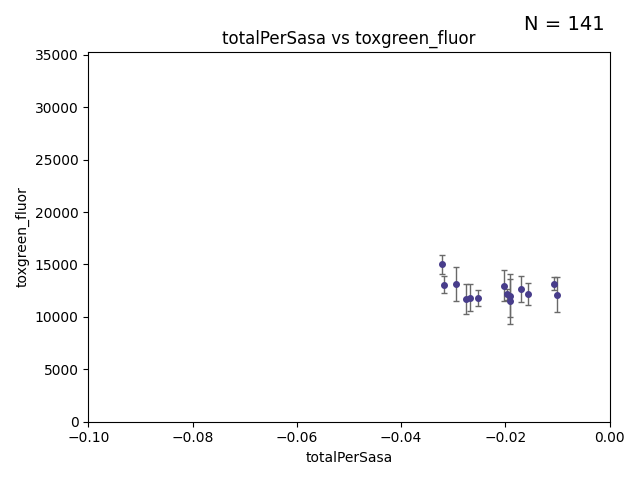 N = 141
totalPerSasa vs toxgreen_fluor
35000
30000
25000
20000
15000
10000
5000
0
toxgreen_fluor
−0.10 −0.08 −0.06 −0.04 −0.02 0.00
totalPerSasa